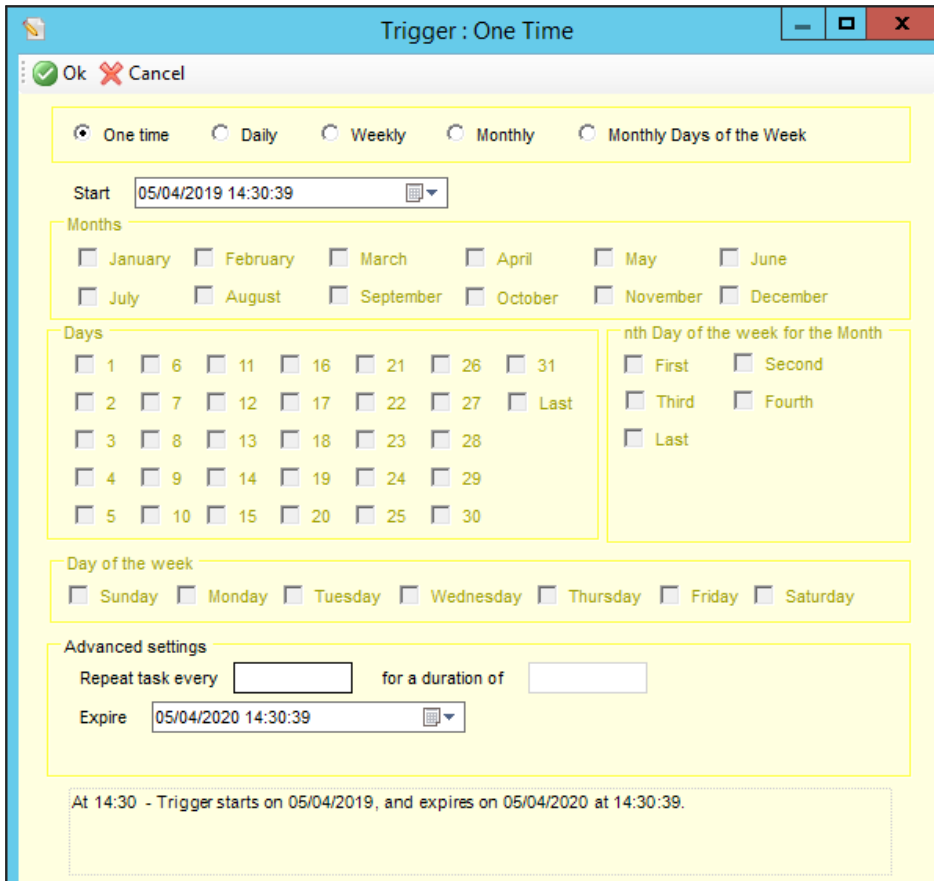 Trigger : One Time
Ok Cancel
One time Daily Weekly Monthly Monthly Days of the Week
Start 05/04/2019 14:30:39
Months
January February March April May June
July August September October November December
Days nth Day of the week for the Month
1 6 11 16 21 26 31 First Second
2 7 12 17 22 27 Last Third Fourth
3 8 13 18 23 28 Last
4 9 14 19 24 29
5 10 15 20 25 30
Day of the week
Sunday Monday Tuesday Wednesday Thursday Friday Saturday
Advanced settings
Repeat task every for a duration of
Expire 05/04/2020 14:30:39
At 14:30 - Trigger starts on 05/04/2019, and expires on 05/04/2020 at 14:30:39.